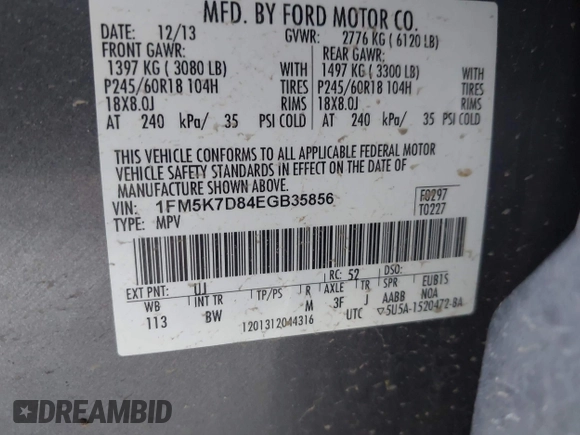 MFD. BY FORD MOTOR CO.
DATE: 12/13 GVWR: 2776 KG ( 6120 LB)
FRONT GAWR: REAR GAWR:
1397 KG ( 3080 LB) WITH 1497 KG ( 3300 LB) WITH
P245/60R18 104H TIRES P245/60R18 104H TIRES
18X8.0J RIMS 18X8.0J RIMS
AT 240 kPa/ 35 PSI COLD AT 240 kPa/ 35 PSI COLD
THIS VEHICLE CONFORMS TO ALL APPLICABLE FEDERAL MOTOR
VEHICLE SAFETY STANDARDS IN EFFECT ON THE DATE OF
MANUFACTURE SHOWN ABOVE.
VIN: 1FM5K7D84EGB35856 F0297
TYPE: MPV T0227
EXT PNT: UJ RC: 52 DSO:
WB INT TR TP/PS R AXLE TR SPR EUB1S
113 BW M 3F J AABB N0A
1201312044316 UTC ▽5U5A-1520472-BA
DREAMBID